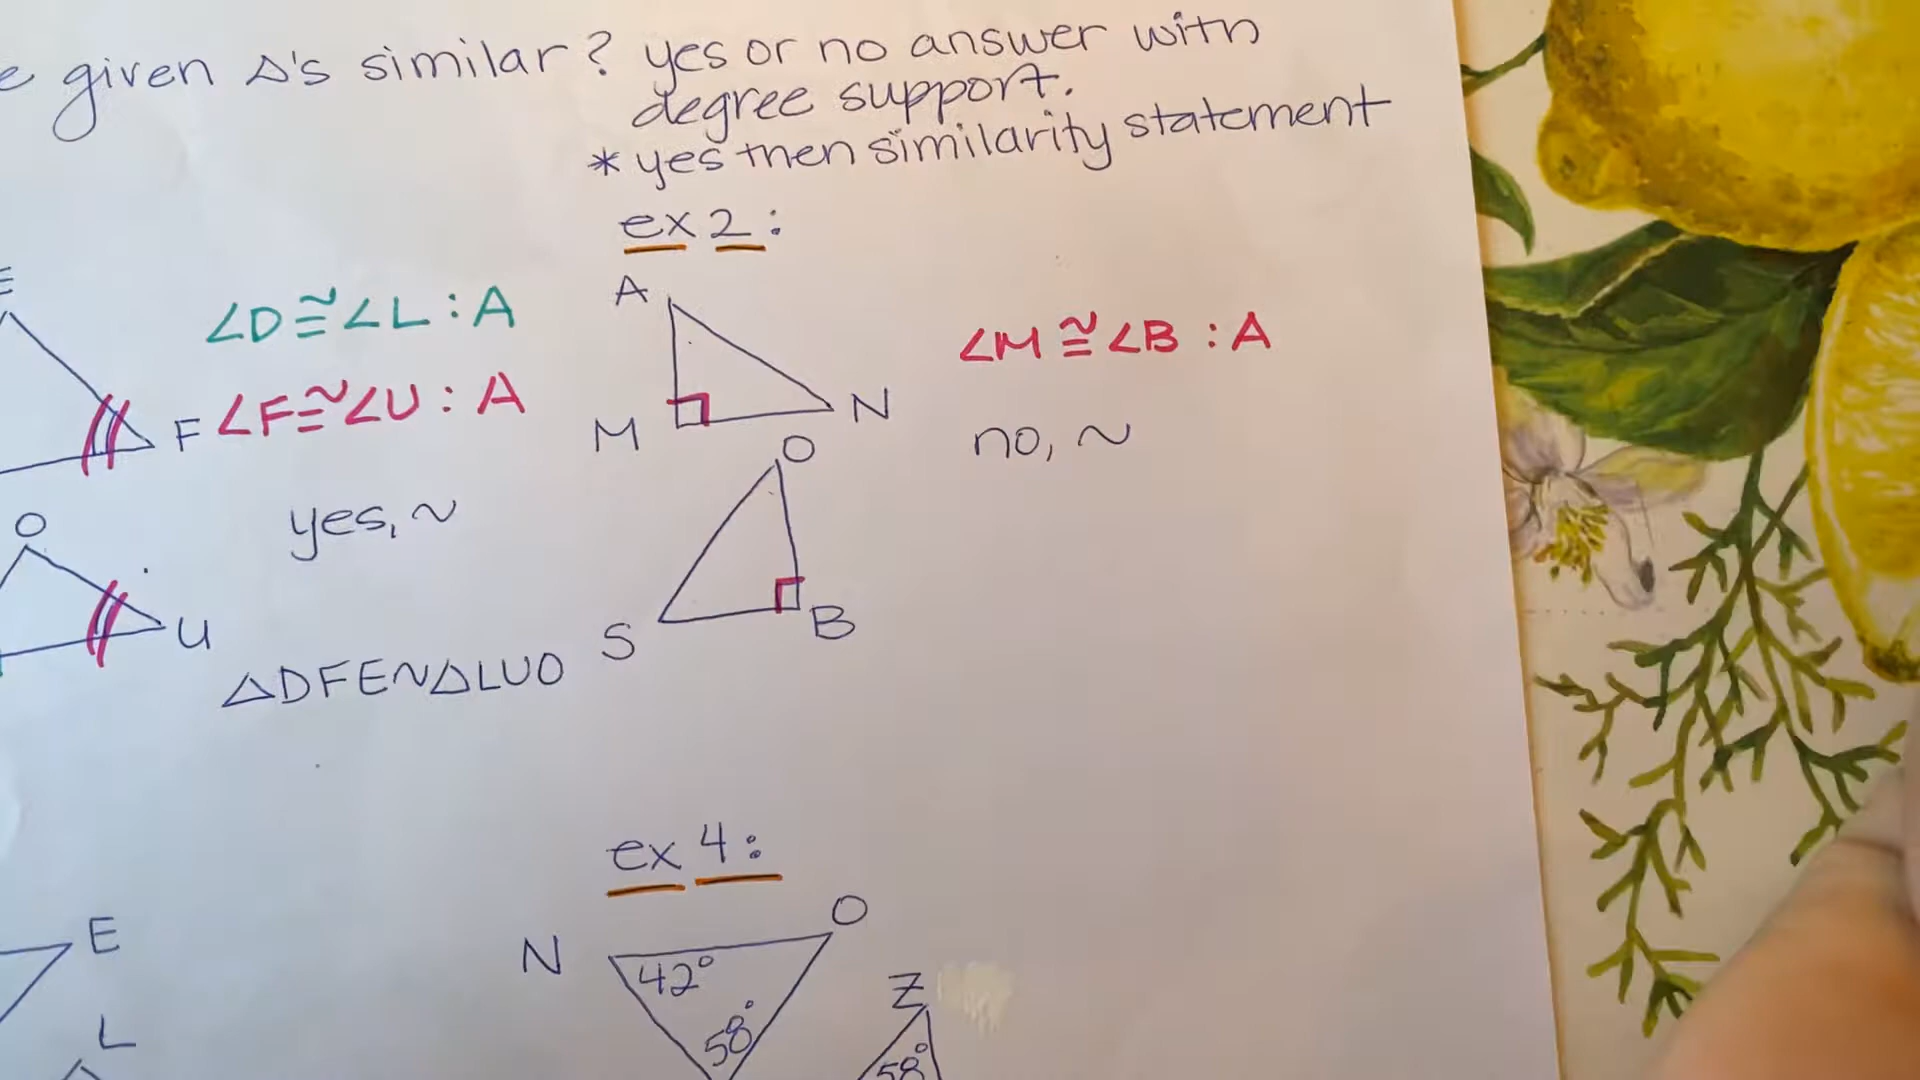 e given △'s similar? yes or no answer with
degree support.
* yes then similarity statement
ex 2:
∠D≅∠L : A
∠F≅∠U : A
F
O
U
yes, ~
△DFE~△LUO
A
M
N
∠M≅∠B : A
no, ~
O
S
B
E
L
ex 4:
N
O
42°
58°
Z
58°